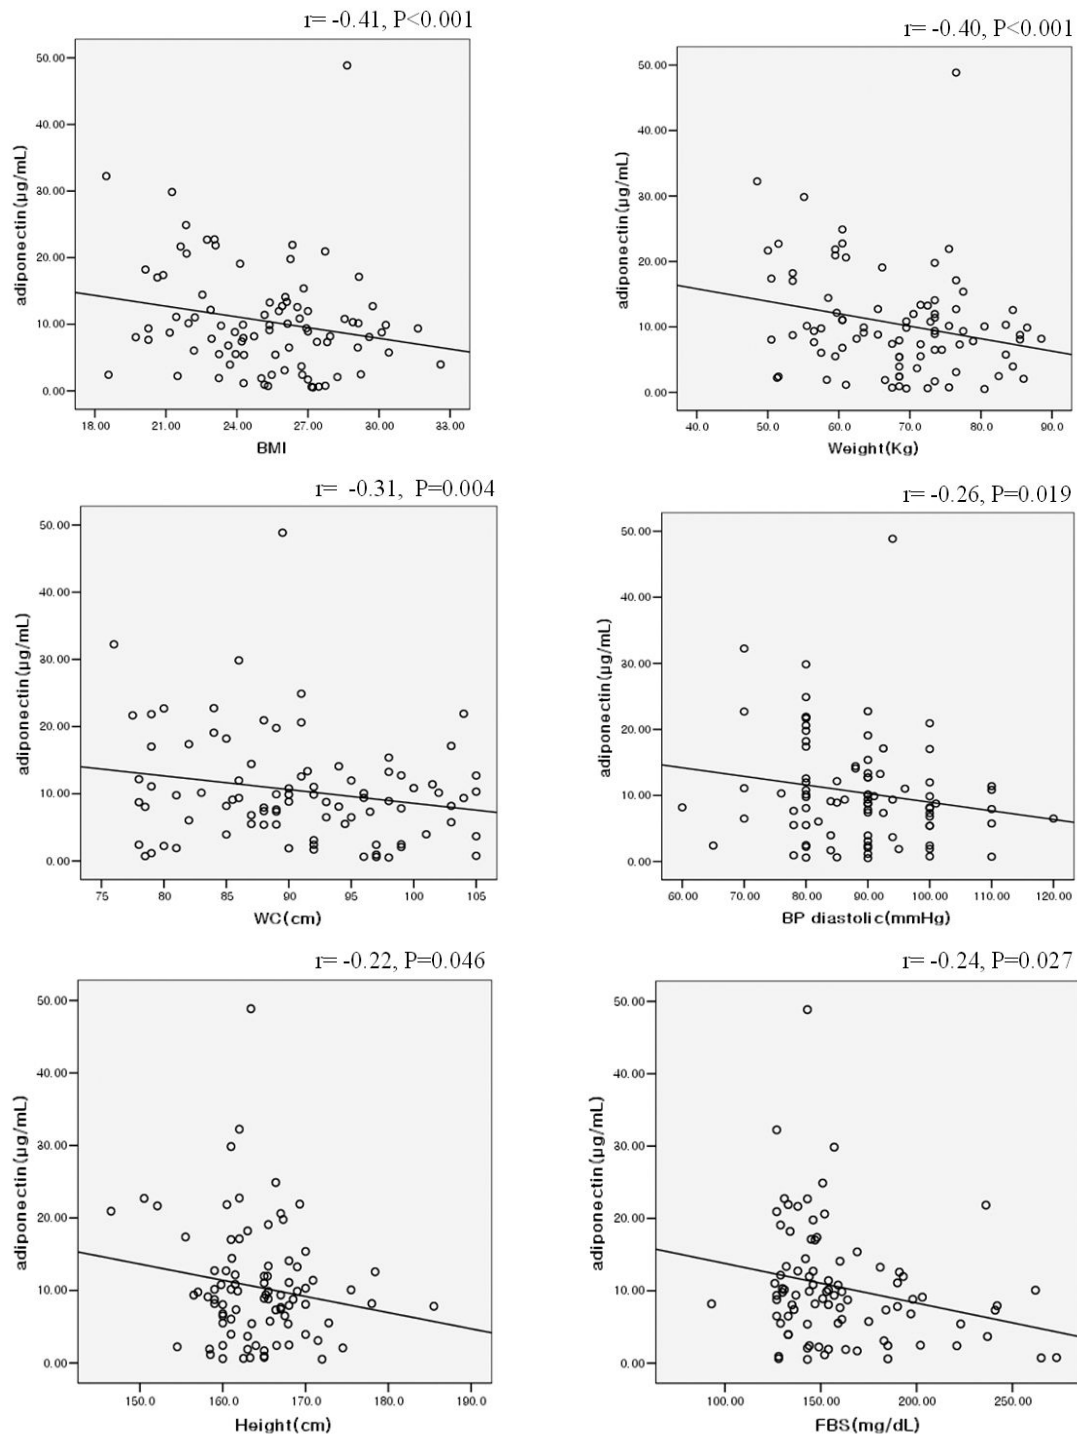 r= -0.41, P<0.001
50.00
40.00
30.00
20.00
10.00
0.00
adiponectin(μg/mL)
18.00 21.00 24.00 27.00 30.00 33.00
BMI
r= -0.40, P<0.001
50.00
40.00
30.00
20.00
10.00
0.00
adiponectin(μg/mL)
40.0 50.0 60.0 70.0 80.0 90.0
Weight(Kg)
r= -0.31, P=0.004
50.00
40.00
30.00
20.00
10.00
0.00
adiponectin(μg/mL)
75 80 85 90 95 100 105
WC(cm)
r= -0.26, P=0.019
50.00
40.00
30.00
20.00
10.00
0.00
adiponectin(μg/mL)
60.00 70.00 80.00 90.00 100.00 110.00 120.00
BP diastolic(mmHg)
r= -0.22, P=0.046
50.00
40.00
30.00
20.00
10.00
0.00
adiponectin(μg/mL)
150.0 160.0 170.0 180.0 190.0
Height(cm)
r= -0.24, P=0.027
50.00
40.00
30.00
20.00
10.00
0.00
adiponectin(μg/mL)
100.00 150.00 200.00 250.00
FBS(mg/dL)